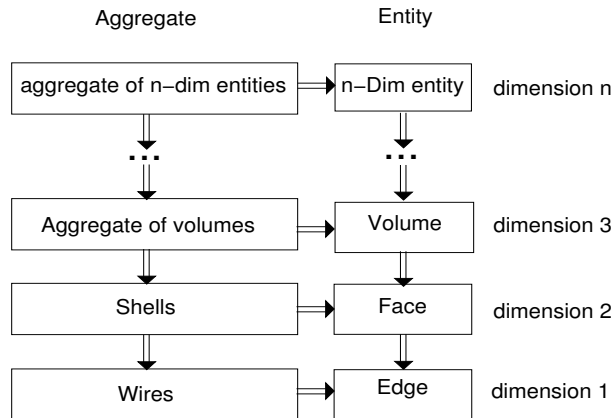 Aggregate Entity
aggregate of n-dim entities n-Dim entity dimension n
... ...
Aggregate of volumes Volume dimension 3
Shells Face dimension 2
Wires Edge dimension 1